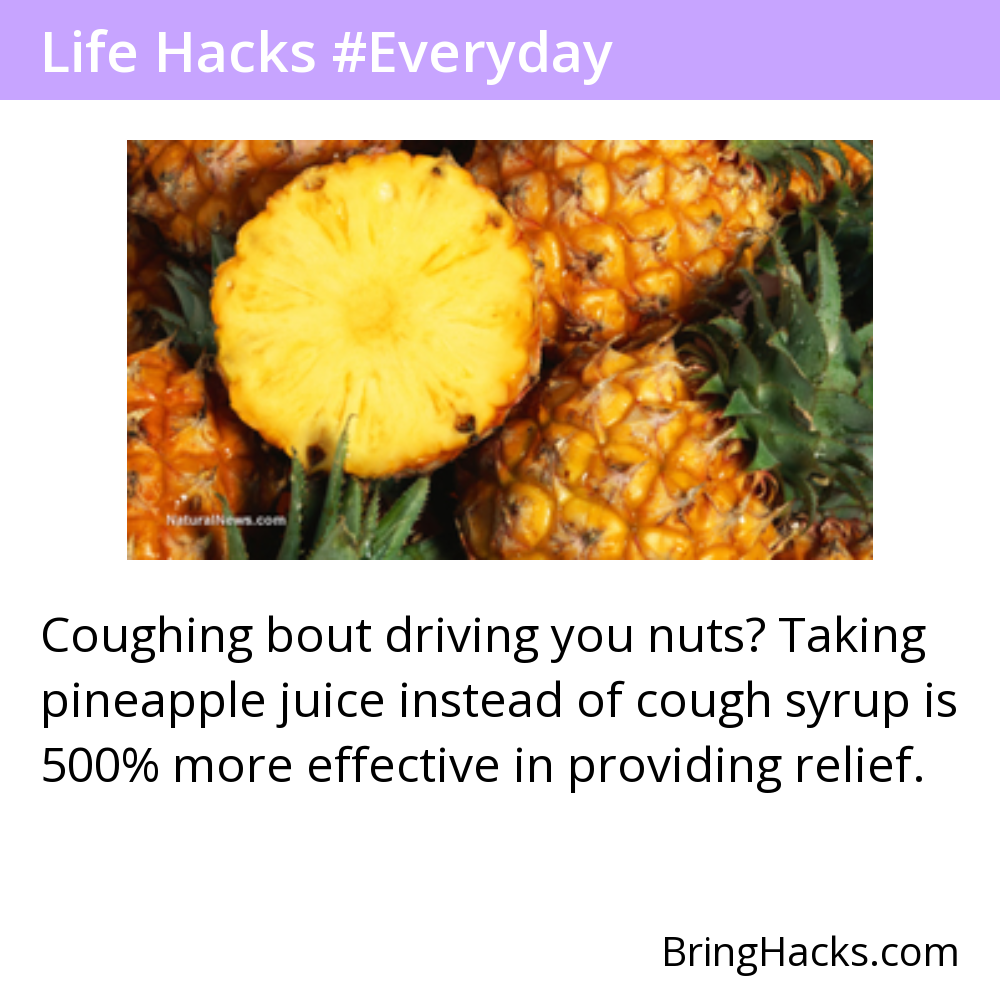 Life Hacks #Everyday
NaturalNews.com
Coughing bout driving you nuts? Taking
pineapple juice instead of cough syrup is
500% more effective in providing relief.
BringHacks.com